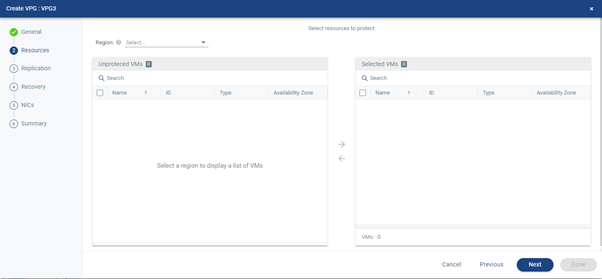 Create VPG : VPG3
×
General
2 Resources
3 Replication
4 Recovery
5 NICs
6 Summary
Select resources to protect
Region: Select...
Unproteced VMs 0
Search
Name ↑ ID Type Availability Zone
Select a region to display a list of VMs
Selected VMs 0
Search
Name ↑ ID Type Availability Zone
VMs: 0
Cancel Previous Next Done